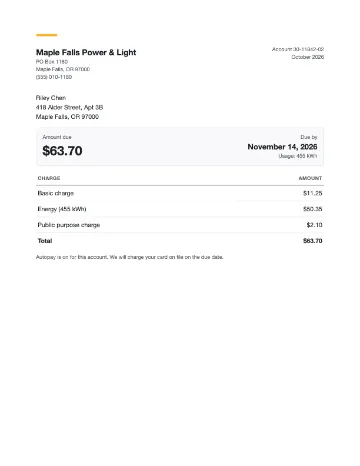 Maple Falls Power & Light
PO Box 1180
Maple Falls, OR 97000
(555) 010-1180
Account 30-11842-02
October 2026
Riley Chen
418 Alder Street, Apt 3B
Maple Falls, OR 97000
Amount due
$63.70
Due by
November 14, 2026
Usage: 455 kWh
CHARGE AMOUNT
Basic charge $11.25
Energy (455 kWh) $50.35
Public purpose charge $2.10
Total $63.70
Autopay is on for this account. We will charge your card on file on the due date.